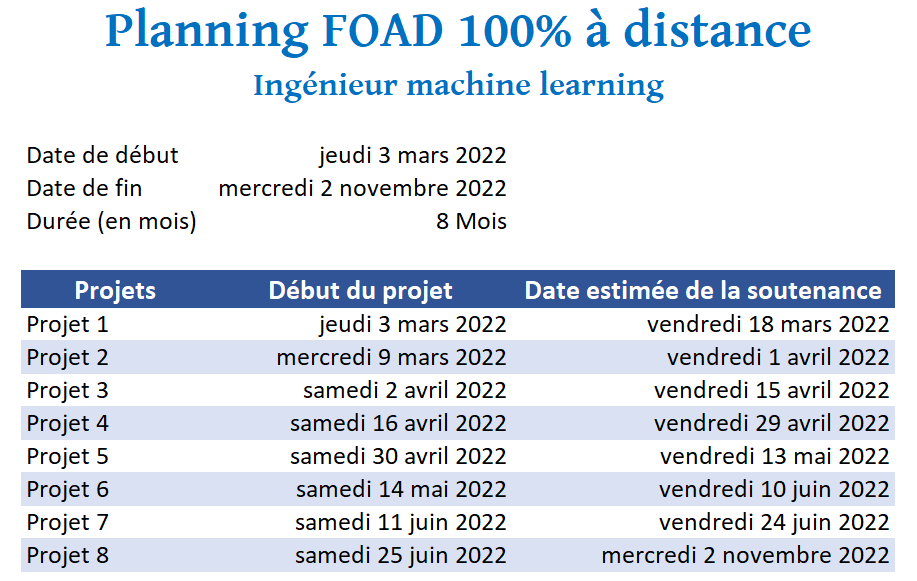 Planning FOAD 100% à distance
Ingénieur machine learning
Date de début jeudi 3 mars 2022
Date de fin mercredi 2 novembre 2022
Durée (en mois) 8 Mois
Projets Début du projet Date estimée de la soutenance
Projet 1 jeudi 3 mars 2022 vendredi 18 mars 2022
Projet 2 mercredi 9 mars 2022 vendredi 1 avril 2022
Projet 3 samedi 2 avril 2022 vendredi 15 avril 2022
Projet 4 samedi 16 avril 2022 vendredi 29 avril 2022
Projet 5 samedi 30 avril 2022 vendredi 13 mai 2022
Projet 6 samedi 14 mai 2022 vendredi 10 juin 2022
Projet 7 samedi 11 juin 2022 vendredi 24 juin 2022
Projet 8 samedi 25 juin 2022 mercredi 2 novembre 2022